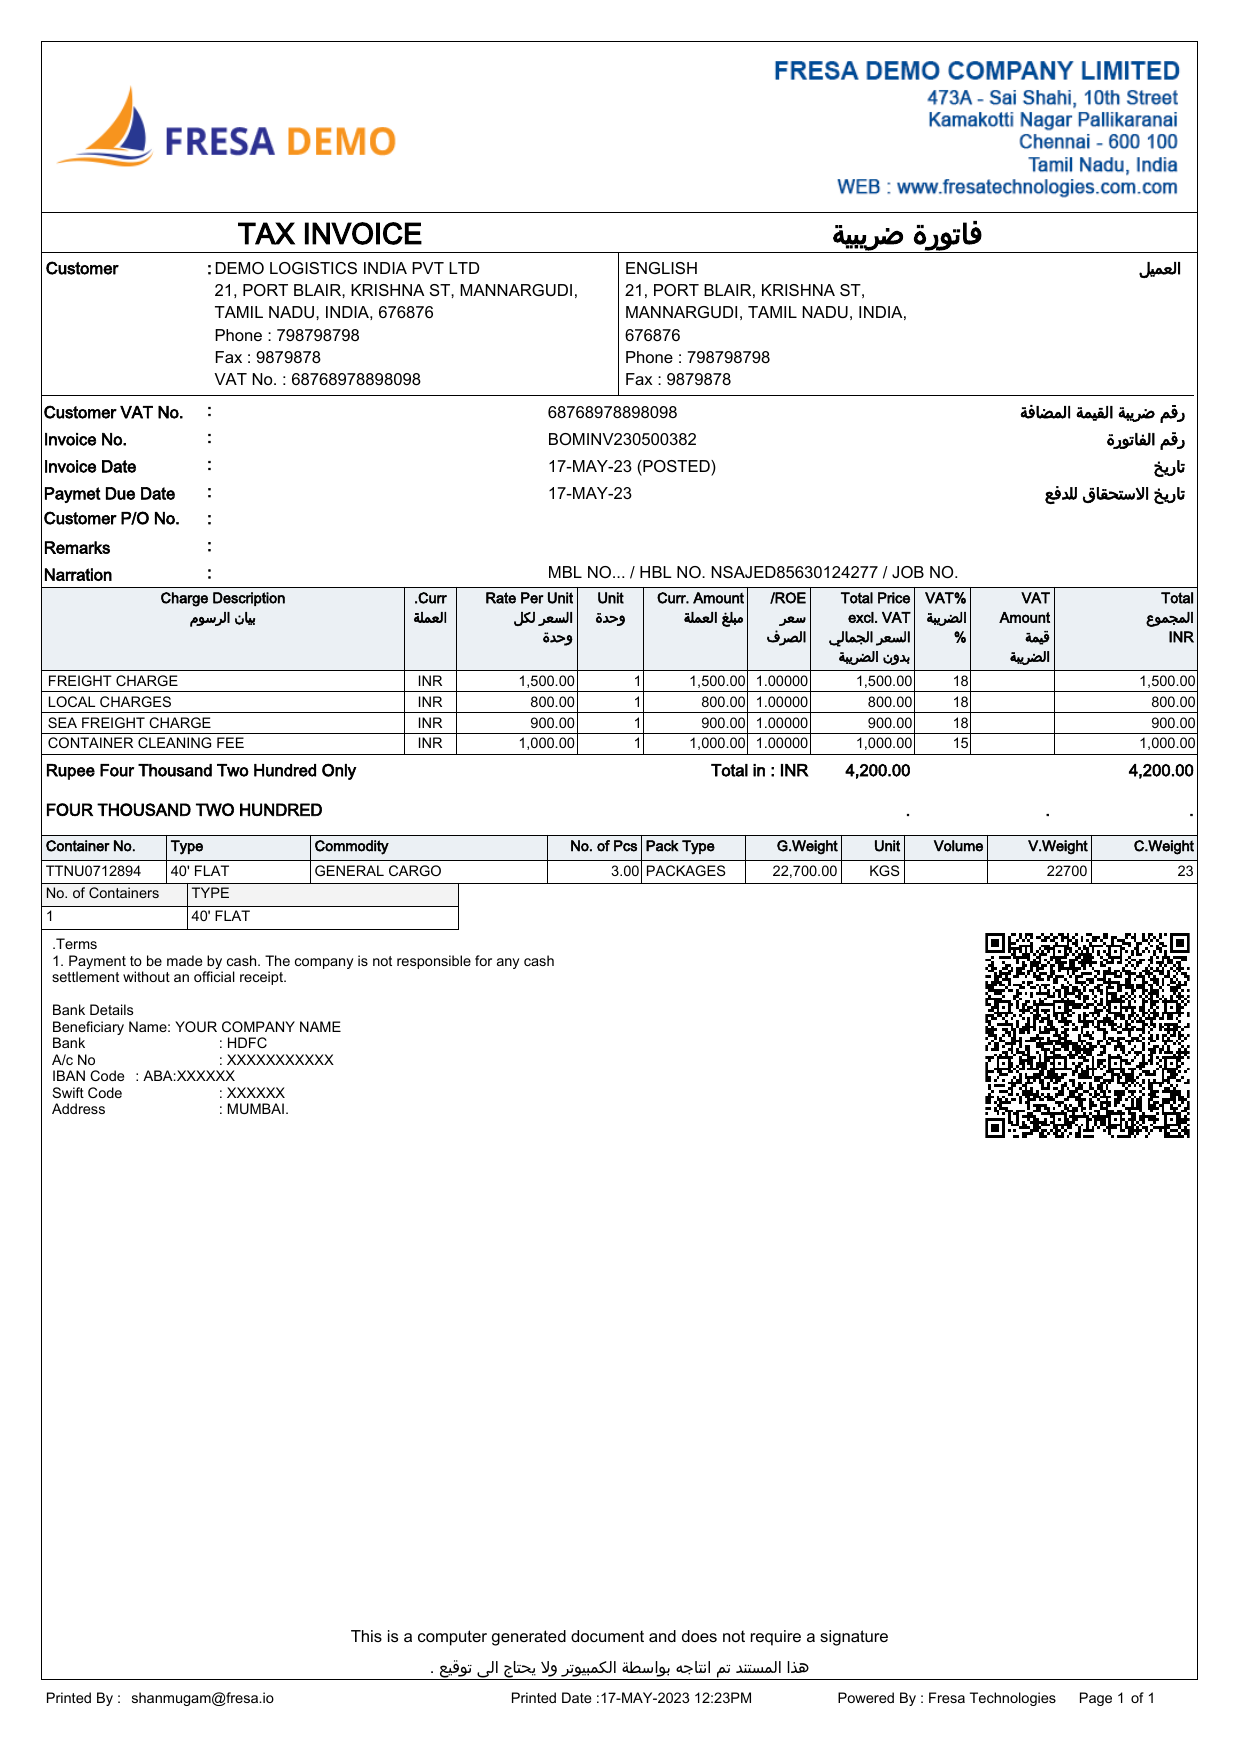 FRESA DEMO
FRESA DEMO COMPANY LIMITED
473A - Sai Shahi, 10th Street
Kamakotti Nagar Pallikaranai
Chennai - 600 100
Tamil Nadu, India
WEB : www.fresatechnologies.com.com
TAX INVOICE فاتورة ضريبية
Customer : DEMO LOGISTICS INDIA PVT LTD ENGLISH العميل
21, PORT BLAIR, KRISHNA ST, MANNARGUDI, 21, PORT BLAIR, KRISHNA ST,
TAMIL NADU, INDIA, 676876 MANNARGUDI, TAMIL NADU, INDIA,
Phone : 798798798 676876
Fax : 9879878 Phone : 798798798
VAT No. : 68768978898098 Fax : 9879878
Customer VAT No. : 68768978898098 رقم ضريبة القيمة المضافة
Invoice No. : BOMINV230500382 رقم الفاتورة
Invoice Date : 17-MAY-23 (POSTED) تاريخ
Paymet Due Date : 17-MAY-23 تاريخ الاستحقاق للدفع
Customer P/O No. :
Remarks :
Narration : MBL NO... / HBL NO. NSAJED85630124277 / JOB NO.
Charge Description .Curr Rate Per Unit Unit Curr. Amount /ROE Total Price VAT% VAT Total
بيان الرسوم العملة السعر لكل وحدة مبلغ العملة سعر excl. VAT الضريبة Amount المجموع
وحدة الصرف السعر الجمالي % قيمة INR
بدون الضريبة الضريبة
FREIGHT CHARGE INR 1,500.00 1 1,500.00 1.00000 1,500.00 18 1,500.00
LOCAL CHARGES INR 800.00 1 800.00 1.00000 800.00 18 800.00
SEA FREIGHT CHARGE INR 900.00 1 900.00 1.00000 900.00 18 900.00
CONTAINER CLEANING FEE INR 1,000.00 1 1,000.00 1.00000 1,000.00 15 1,000.00
Rupee Four Thousand Two Hundred Only Total in : INR 4,200.00 4,200.00
FOUR THOUSAND TWO HUNDRED . . .
Container No. Type Commodity No. of Pcs Pack Type G.Weight Unit Volume V.Weight C.Weight
TTNU0712894 40' FLAT GENERAL CARGO 3.00 PACKAGES 22,700.00 KGS 22700 23
No. of Containers TYPE
1 40' FLAT
.Terms
1. Payment to be made by cash. The company is not responsible for any cash
settlement without an official receipt.
Bank Details
Beneficiary Name: YOUR COMPANY NAME
Bank : HDFC
A/c No : XXXXXXXXXXX
IBAN Code : ABA:XXXXXX
Swift Code : XXXXXX
Address : MUMBAI.
This is a computer generated document and does not require a signature
هذا المستند تم انتاجه بواسطة الكمبيوتر ولا يحتاج الى توقيع .
Printed By : shanmugam@fresa.io Printed Date :17-MAY-2023 12:23PM Powered By : Fresa Technologies Page 1 of 1